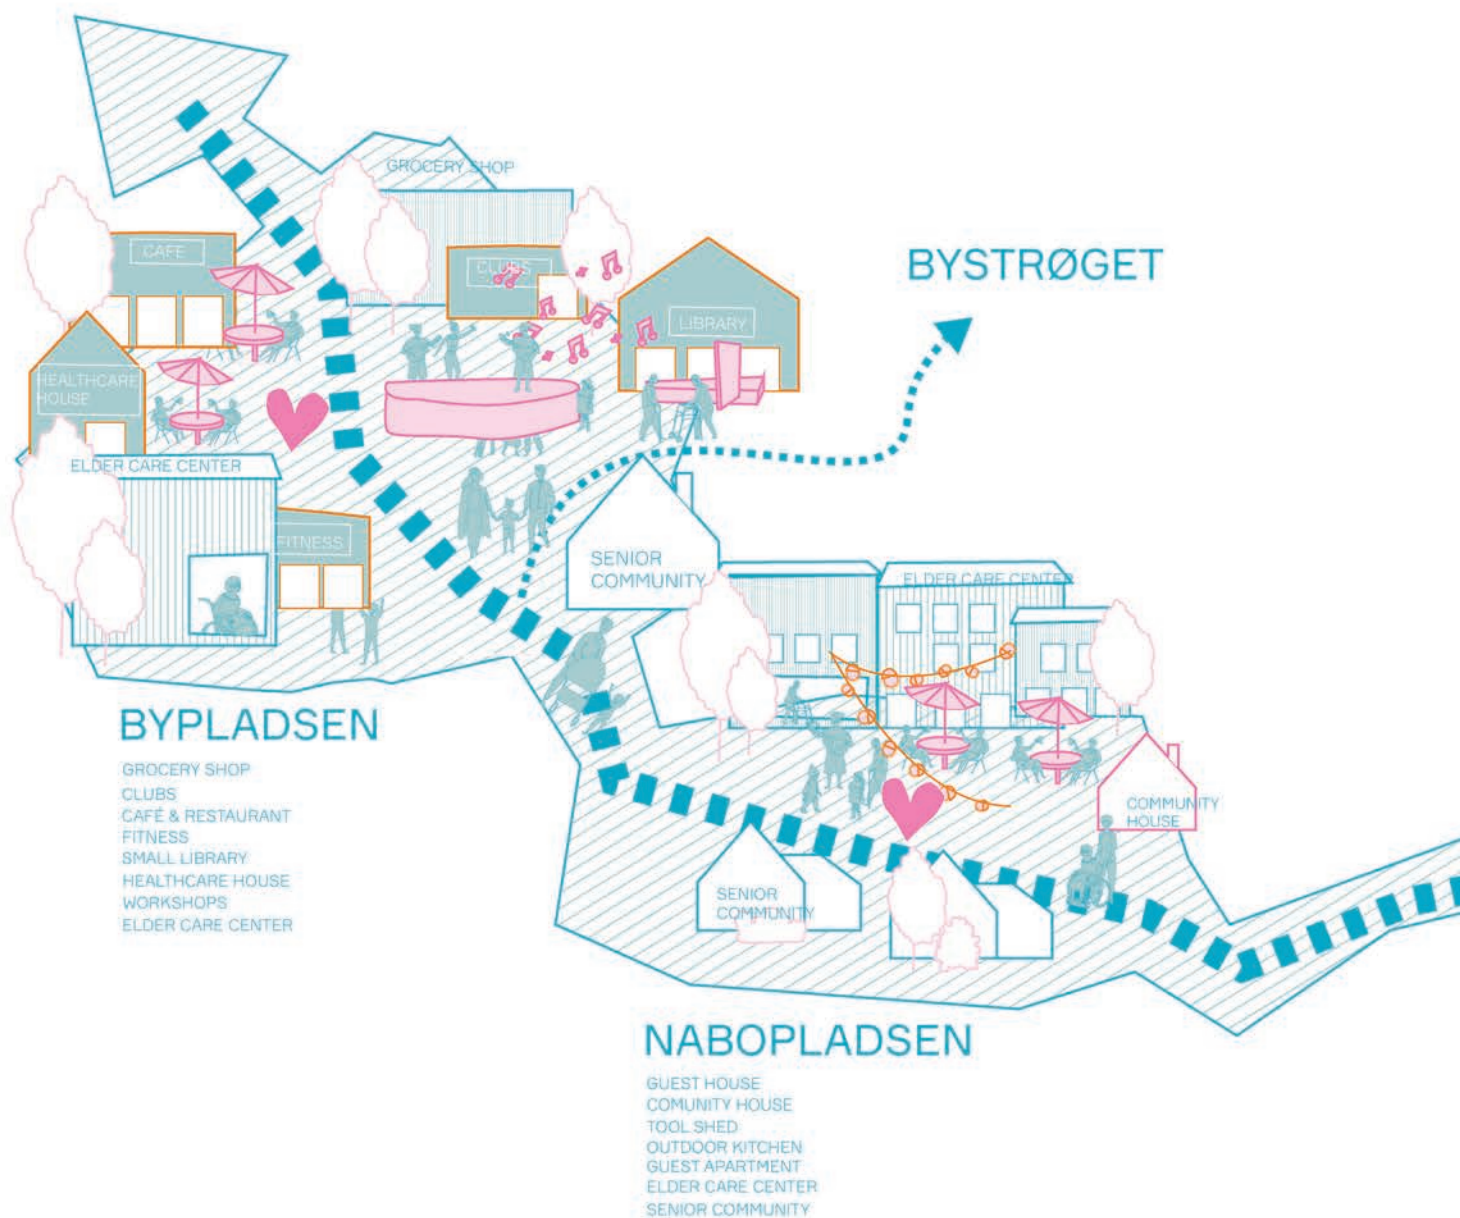 GROCERY SHOP
CAFE
CLUBS
LIBRARY
BYSTRØGET
HEALTHCARE
HOUSE
ELDER CARE CENTER
FITNESS
SENIOR
COMMUNITY
ELDER CARE CENTER
COMMUNITY
HOUSE
SENIOR
COMMUNITY
BYPLADSEN
GROCERY SHOP
CLUBS
CAFÉ & RESTAURANT
FITNESS
SMALL LIBRARY
HEALTHCARE HOUSE
WORKSHOPS
ELDER CARE CENTER
NABOPLADSEN
GUEST HOUSE
COMUNITY HOUSE
TOOL SHED
OUTDOOR KITCHEN
GUEST APARTMENT
ELDER CARE CENTER
SENIOR COMMUNITY